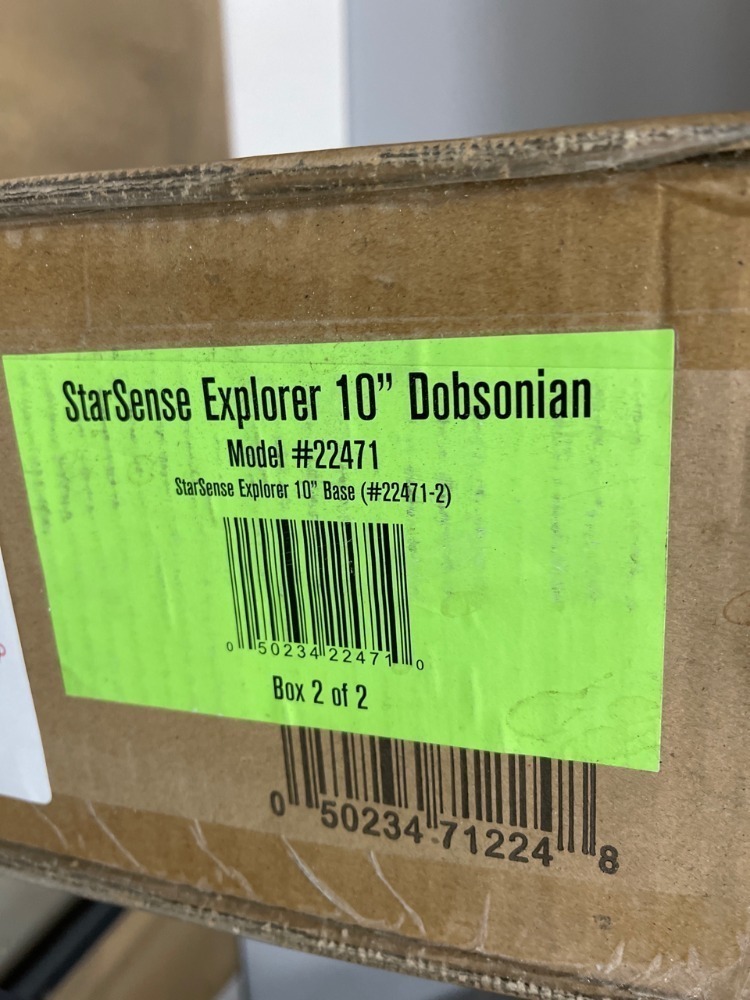 StarSense Explorer 10” Dobsonian
Model #22471
StarSense Explorer 10” Base (#22471-2)
0 50234 22471 0
Box 2 of 2
0 50234 71224 8